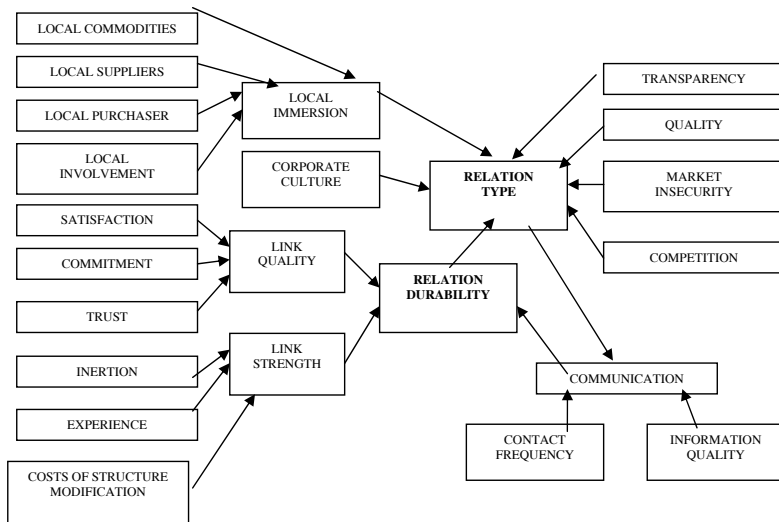 LOCAL COMMODITIES
LOCAL SUPPLIERS
LOCAL PURCHASER
LOCAL
INVOLVEMENT
SATISFACTION
COMMITMENT
TRUST
INERTION
EXPERIENCE
COSTS OF STRUCTURE
MODIFICATION
LOCAL
IMMERSION
CORPORATE
CULTURE
LINK
QUALITY
LINK
STRENGTH
RELATION
TYPE
RELATION
DURABILITY
TRANSPARENCY
QUALITY
MARKET
INSECURITY
COMPETITION
COMMUNICATION
CONTACT
FREQUENCY
INFORMATION
QUALITY